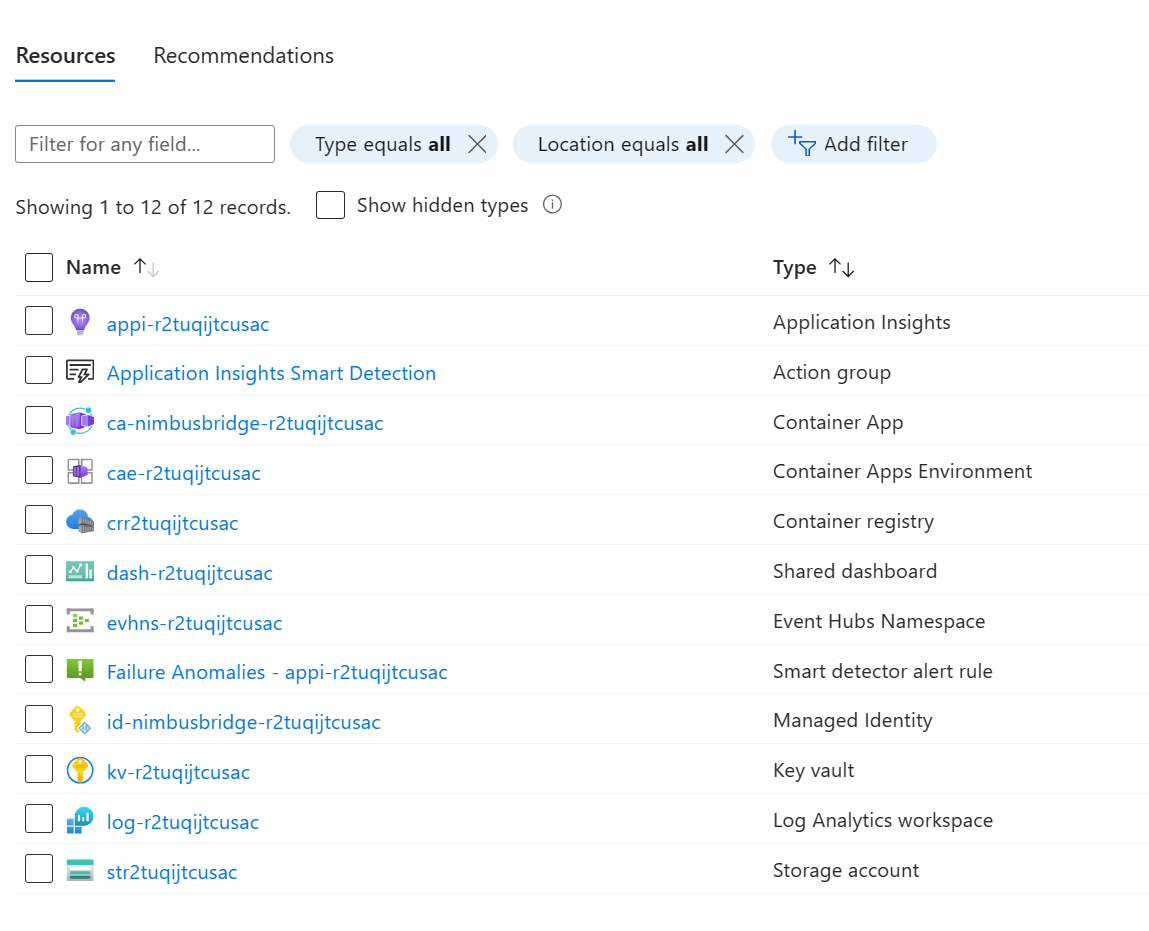 Resources Recommendations
Filter for any field... Type equals all Location equals all Add filter
Showing 1 to 12 of 12 records. Show hidden types
Name Type
appi-r2tuqijtcusac Application Insights
Application Insights Smart Detection Action group
ca-nimbusbridge-r2tuqijtcusac Container App
cae-r2tuqijtcusac Container Apps Environment
crr2tuqijtcusac Container registry
dash-r2tuqijtcusac Shared dashboard
evhns-r2tuqijtcusac Event Hubs Namespace
Failure Anomalies - appi-r2tuqijtcusac Smart detector alert rule
id-nimbusbridge-r2tuqijtcusac Managed Identity
kv-r2tuqijtcusac Key vault
log-r2tuqijtcusac Log Analytics workspace
str2tuqijtcusac Storage account